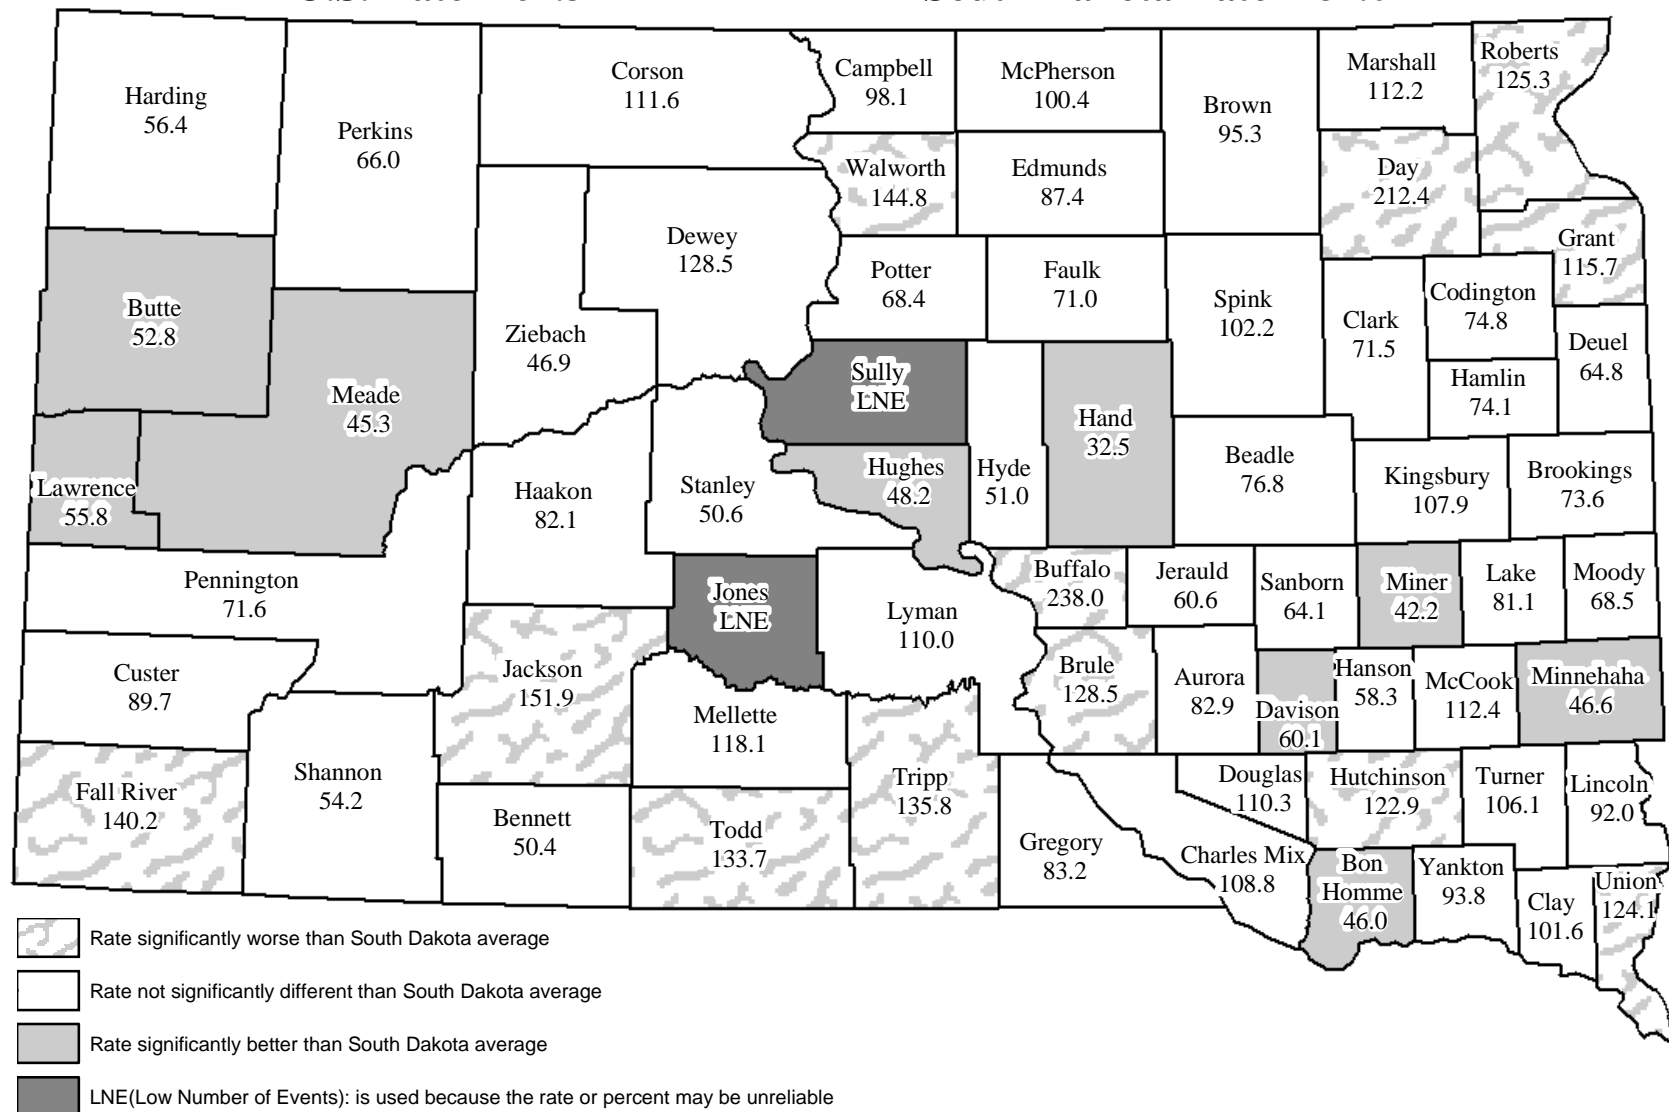 Harding
56.4
Perkins
66.0
Corson
111.6
Campbell
98.1
McPherson
100.4
Brown
95.3
Marshall
112.2
Roberts
125.3
Walworth
144.8
Edmunds
87.4
Day
212.4
Grant
115.7
Dewey
128.5
Potter
68.4
Faulk
71.0
Spink
102.2
Clark
71.5
Codington
74.8
Deuel
64.8
Hamlin
74.1
Butte
52.8
Ziebach
46.9
Meade
45.3
Sully
LNE
Hand
32.5
Hughes
48.2
Hyde
51.0
Beadle
76.8
Kingsbury
107.9
Brookings
73.6
Lawrence
55.8
Haakon
82.1
Stanley
50.6
Pennington
71.6
Jones
LNE
Lyman
110.0
Buffalo
238.0
Jerauld
60.6
Sanborn
64.1
Miner
42.2
Lake
81.1
Moody
68.5
Custer
89.7
Jackson
151.9
Mellette
118.1
Brule
128.5
Aurora
82.9
Davison
60.1
Hanson
58.3
McCook
112.4
Minnehaha
46.6
Fall River
140.2
Shannon
54.2
Bennett
50.4
Todd
133.7
Tripp
135.8
Gregory
83.2
Charles Mix
108.8
Douglas
110.3
Hutchinson
122.9
Turner
106.1
Lincoln
92.0
Bon
Homme
46.0
Yankton
93.8
Clay
101.6
Union
124.1
Rate significantly worse than South Dakota average
Rate not significantly different than South Dakota average
Rate significantly better than South Dakota average
LNE(Low Number of Events): is used because the rate or percent may be unreliable